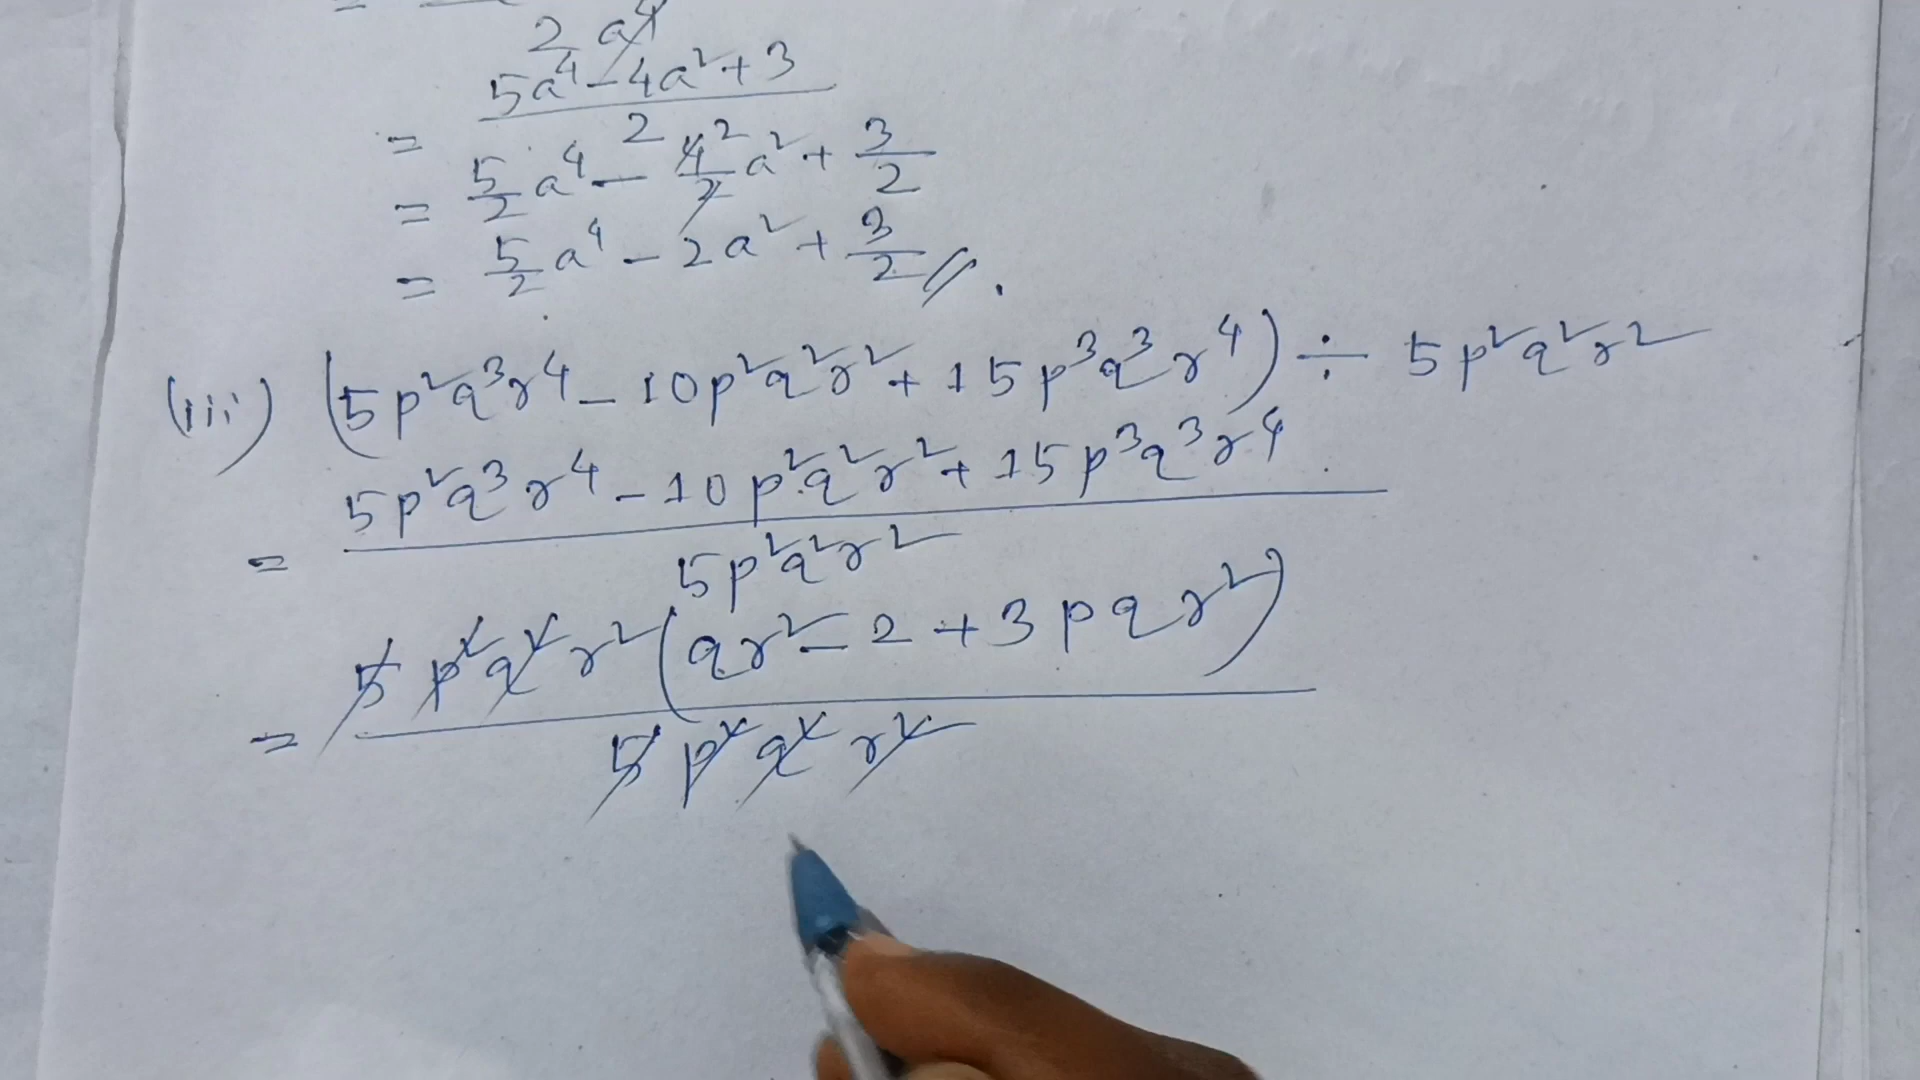 2a⁴
= (5a⁴ - 4a² + 3)/2
= 5/2 a⁴ - 4/2 a² + 3/2
= 5/2 a⁴ - 2a² + 3/2 //.
(iii) (5p²q³r⁴ - 10p²q²r² + 15p³q³r⁴) ÷ 5p²q²r²
= (5p²q³r⁴ - 10p²q²r² + 15p³q³r⁴)/(5p²q²r²)
= 5p²q²r²(qr² - 2 + 3pqr²)/(5p²q²r²)